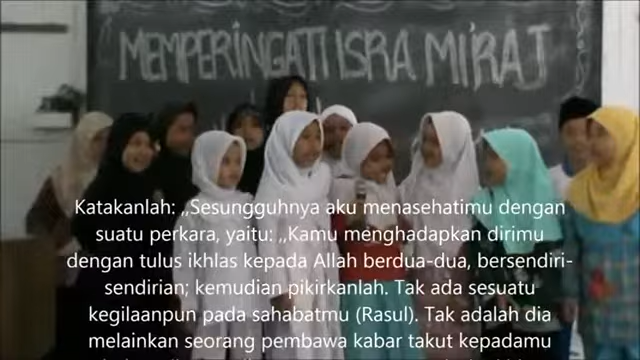 MEMPERINGATI ISRA MIRAJ
Katakanlah: ,,Sesungguhnya aku menasehatimu dengan
suatu perkara, yaitu: ,,Kamu menghadapkan dirimu
dengan tulus ikhlas kepada Allah berdua-dua, bersendiri-
sendirian; kemudian pikirkanlah. Tak ada sesuatu
kegilaanpun pada sahabatmu (Rasul). Tak adalah dia
melainkan seorang pembawa kabar takut kepadamu